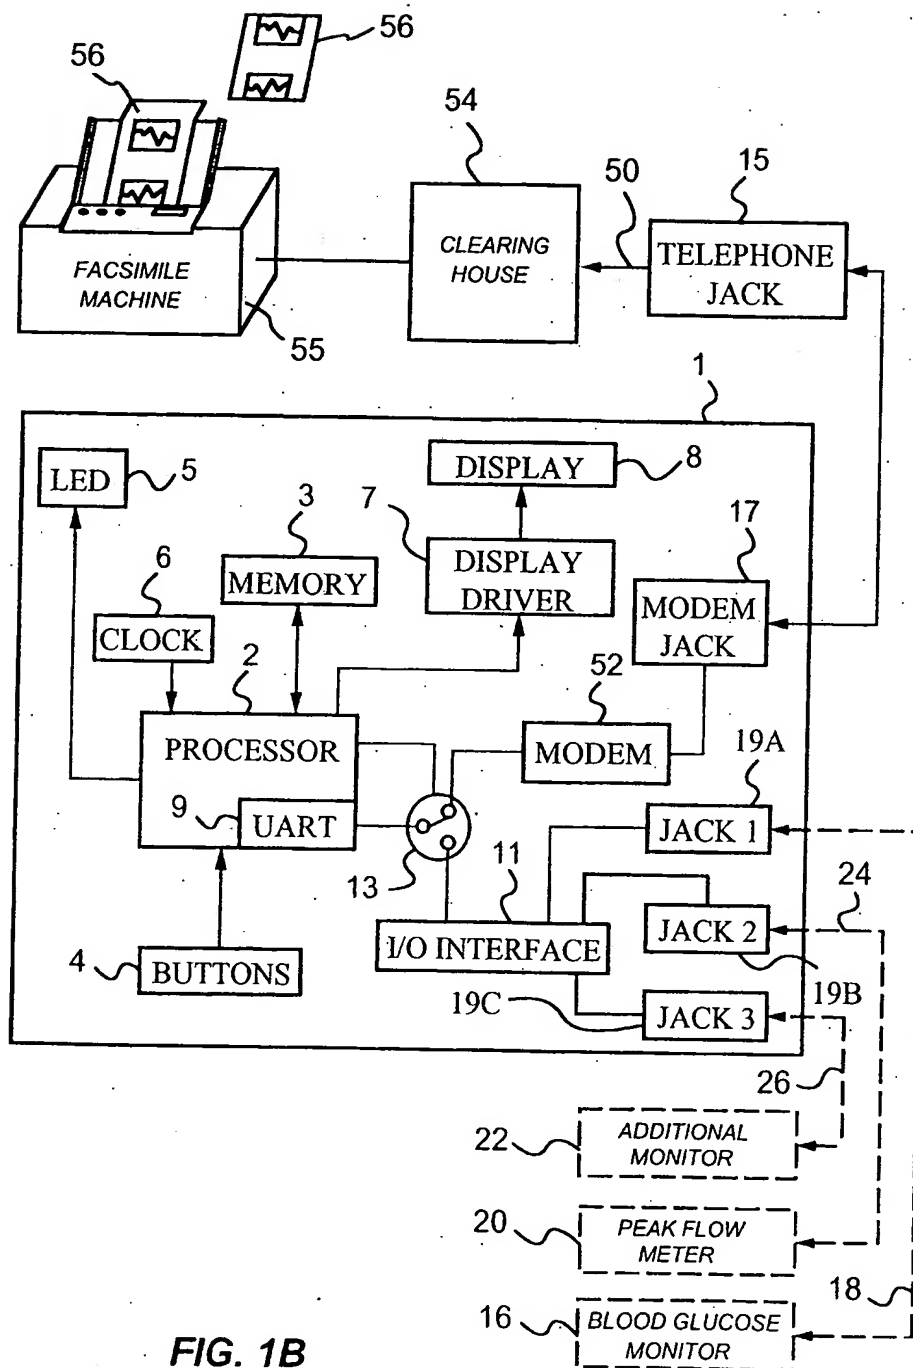 56
56
54
50
15
CLEARING
HOUSE
TELEPHONE
JACK
FACSIMILE
MACHINE
55
1
LED
5
DISPLAY
8
7
3
17
6
MEMORY
DISPLAY
DRIVER
MODEM
JACK
CLOCK
2
52
PROCESSOR
MODEM
19A
9
UART
JACK 1
13
11
24
I/O INTERFACE
JACK 2
4
BUTTONS
19C
19B
JACK 3
26
22
ADDITIONAL
MONITOR
20
PEAK FLOW
METER
18
16
BLOOD GLUCOSE
MONITOR
FIG. 1B